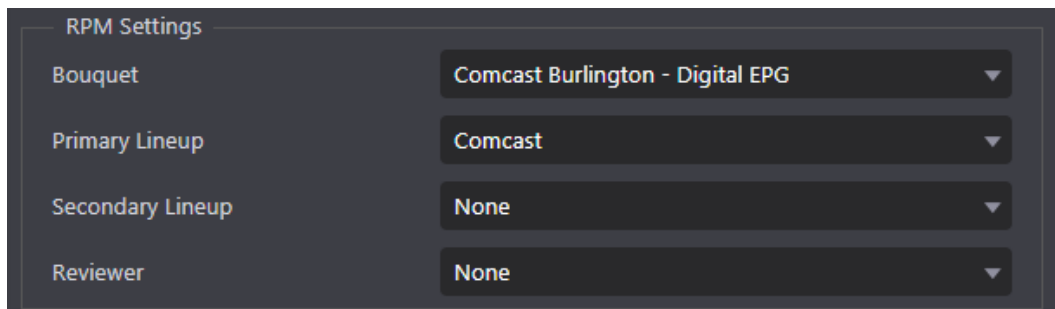 RPM Settings
Bouquet Comcast Burlington - Digital EPG
Primary Lineup Comcast
Secondary Lineup None
Reviewer None